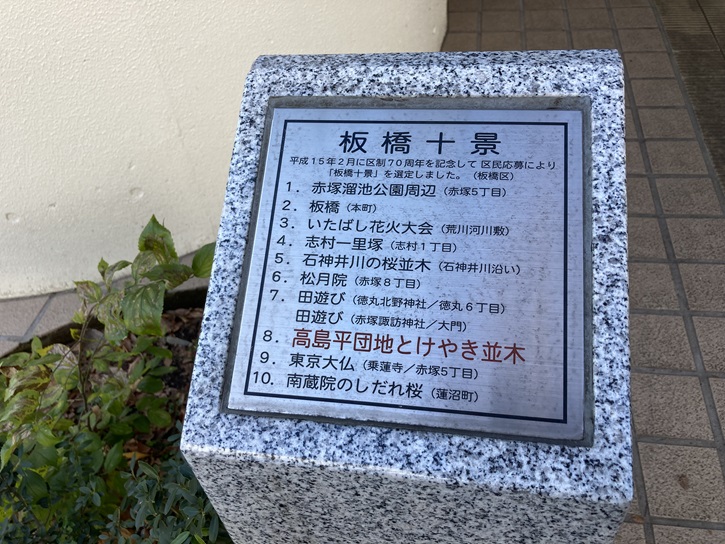 板橋十景
平成15年2月に区制70周年を記念して 区民応募により
「板橋十景」を選定しました。(板橋区)
1. 赤塚溜池公園周辺(赤塚5丁目)
2. 板橋(本町)
3. いたばし花火大会(荒川河川敷)
4. 志村一里塚(志村1丁目)
5. 石神井川の桜並木(石神井川沿い)
6. 松月院(赤塚8丁目)
7. 田遊び(徳丸北野神社/徳丸6丁目)
田遊び(赤塚諏訪神社/大門)
8. 高島平団地とけやき並木
9. 東京大仏(乗蓮寺/赤塚5丁目)
10. 南蔵院のしだれ桜(蓮沼町)